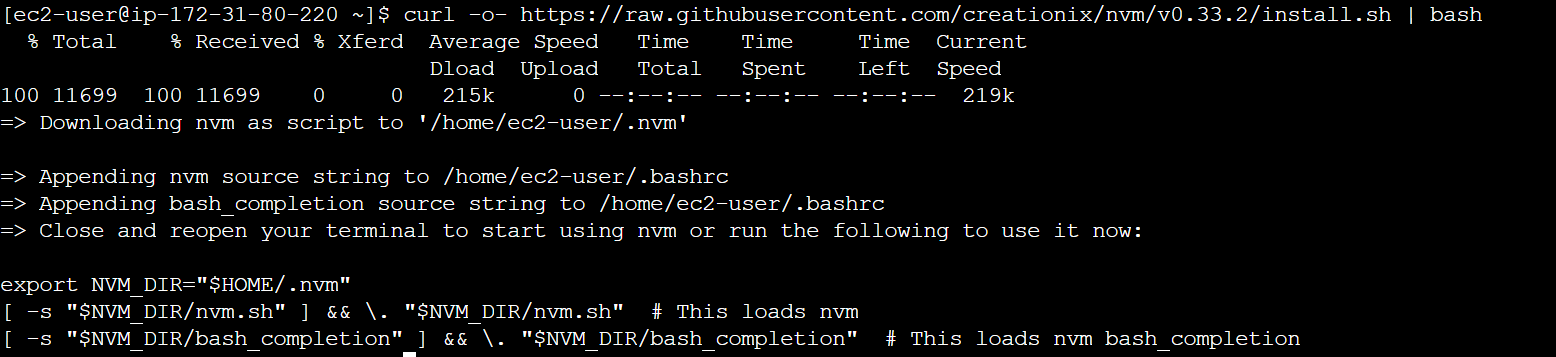 [ec2-user@ip-172-31-80-220 ~]$ curl -o- https://raw.githubusercontent.com/creationix/nvm/v0.33.2/install.sh | bash
  % Total    % Received % Xferd  Average Speed   Time    Time     Time  Current
                                 Dload  Upload   Total   Spent    Left  Speed
100 11699  100 11699    0     0   215k      0 --:--:-- --:--:-- --:--:--  219k
=> Downloading nvm as script to '/home/ec2-user/.nvm'

=> Appending nvm source string to /home/ec2-user/.bashrc
=> Appending bash_completion source string to /home/ec2-user/.bashrc
=> Close and reopen your terminal to start using nvm or run the following to use it now:

export NVM_DIR="$HOME/.nvm"
[ -s "$NVM_DIR/nvm.sh" ] && \. "$NVM_DIR/nvm.sh"  # This loads nvm
[ -s "$NVM_DIR/bash_completion" ] && \. "$NVM_DIR/bash_completion"  # This loads nvm bash_completion